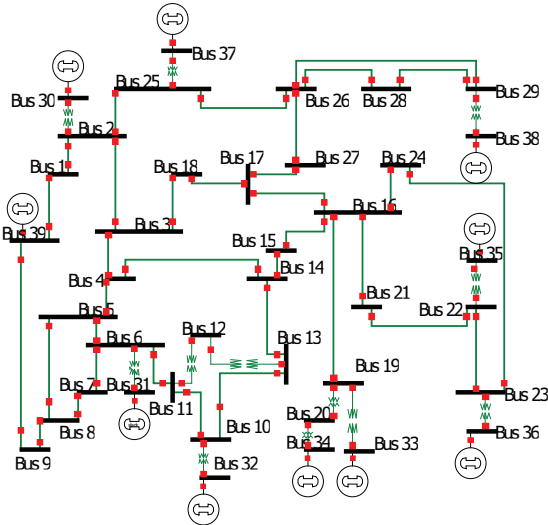 Bus 37
Bus 25
Bus 30
Bus 26
Bus 28
Bus 29
Bus 2
Bus 38
Bus 1
Bus 18
Bus 17
Bus 27
Bus 24
Bus 39
Bus 3
Bus 16
Bus 15
Bus 14
Bus 35
Bus 4
Bus 21
Bus 22
Bus 5
Bus 6
Bus 12
Bus 13
Bus 19
Bus 7
Bus 31
Bus 11
Bus 23
Bus 20
Bus 8
Bus 10
Bus 36
Bus 34
Bus 33
Bus 9
Bus 32